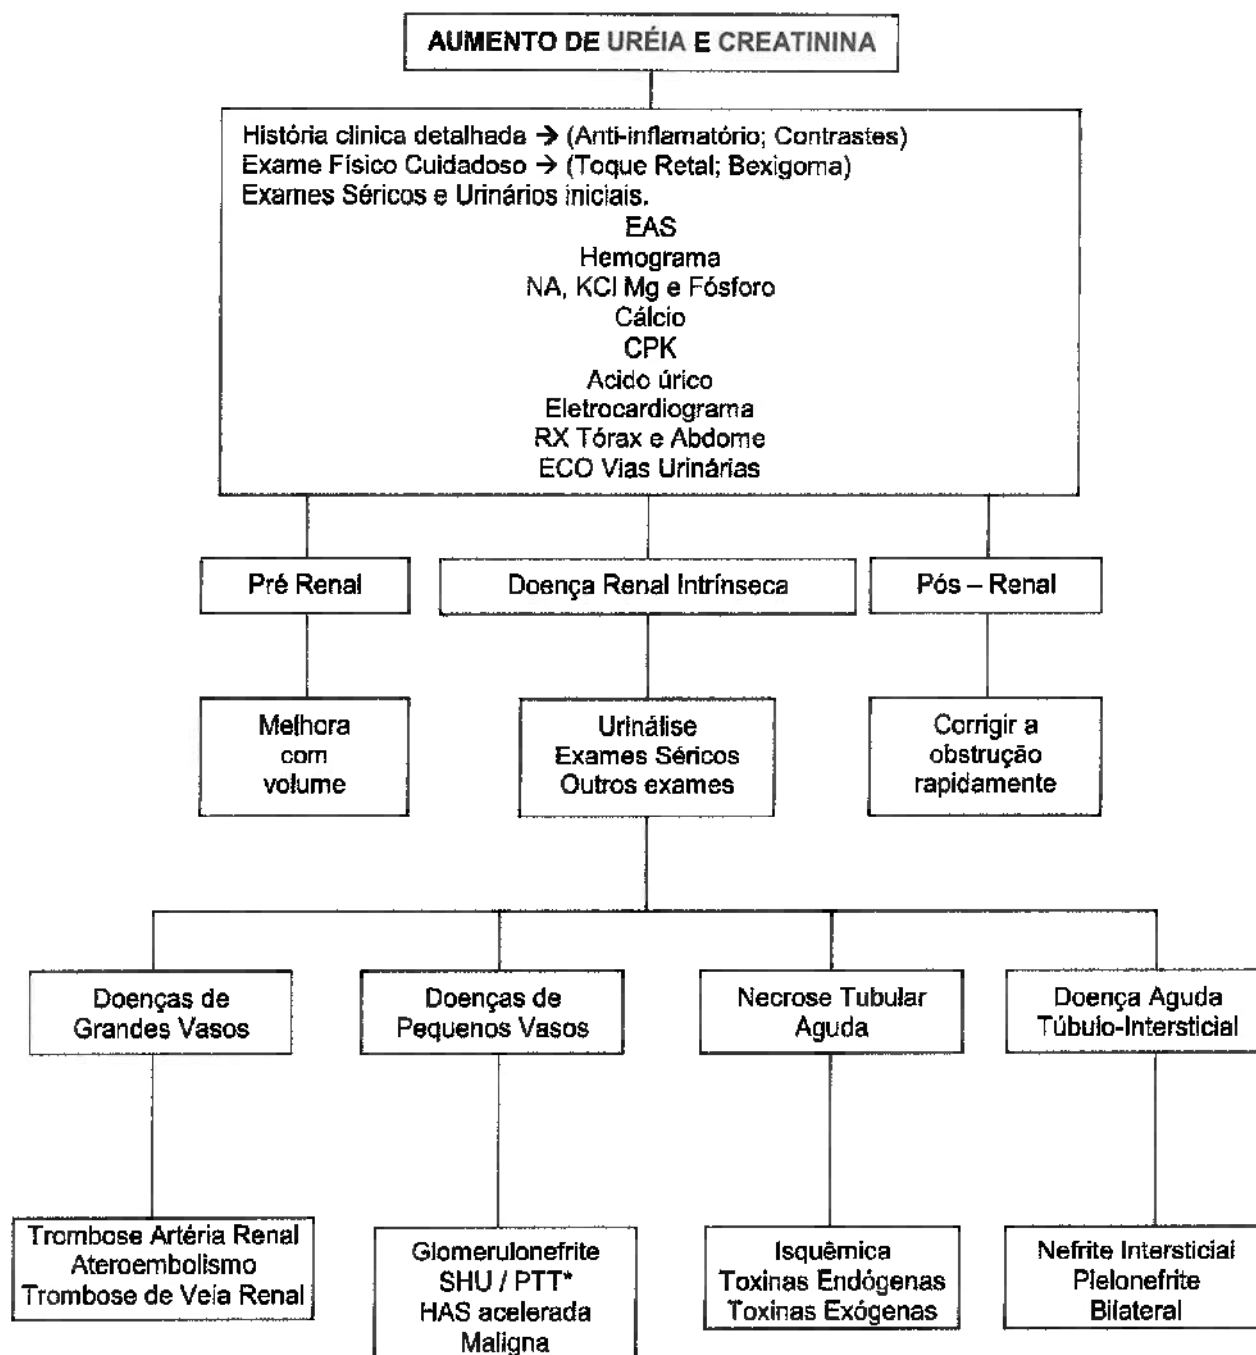 AUMENTO DE URÉIA E CREATININA
História clinica detalhada → (Anti-inflamatório; Contrastes)
Exame Físico Cuidadoso → (Toque Retal; Bexigoma)
Exames Séricos e Urinários iniciais.
EAS
Hemograma
NA, KCl Mg e Fósforo
Cálcio
CPK
Acido úrico
Eletrocardiograma
RX Tórax e Abdome
ECO Vias Urinárias
Pré Renal
Doença Renal Intrínseca
Pós – Renal
Melhora
com
volume
Urinálise
Exames Séricos
Outros exames
Corrigir a
obstrução
rapidamente
Doenças de
Grandes Vasos
Doenças de
Pequenos Vasos
Necrose Tubular
Aguda
Doença Aguda
Túbulo-Intersticial
Trombose Artéria Renal
Ateroembolismo
Trombose de Veia Renal
Glomerulonefrite
SHU / PTT*
HAS acelerada
Maligna
Isquêmica
Toxinas Endógenas
Toxinas Exógenas
Nefrite Intersticial
Pielonefrite
Bilateral